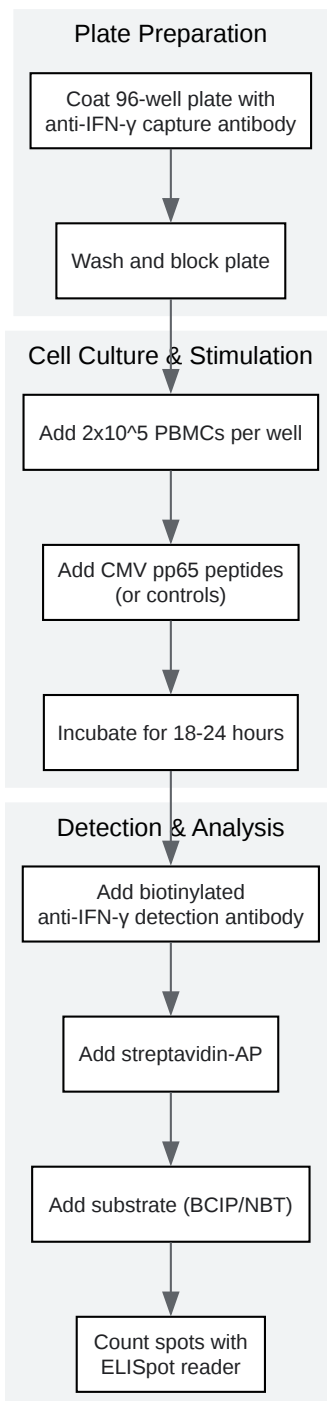 Plate Preparation
Coat 96-well plate with
anti-IFN-γ capture antibody
Wash and block plate
Cell Culture & Stimulation
Add 2x10^5 PBMCs per well
Add CMV pp65 peptides
(or controls)
Incubate for 18-24 hours
Detection & Analysis
Add biotinylated
anti-IFN-γ detection antibody
Add streptavidin-AP
Add substrate (BCIP/NBT)
Count spots with
ELISpot reader